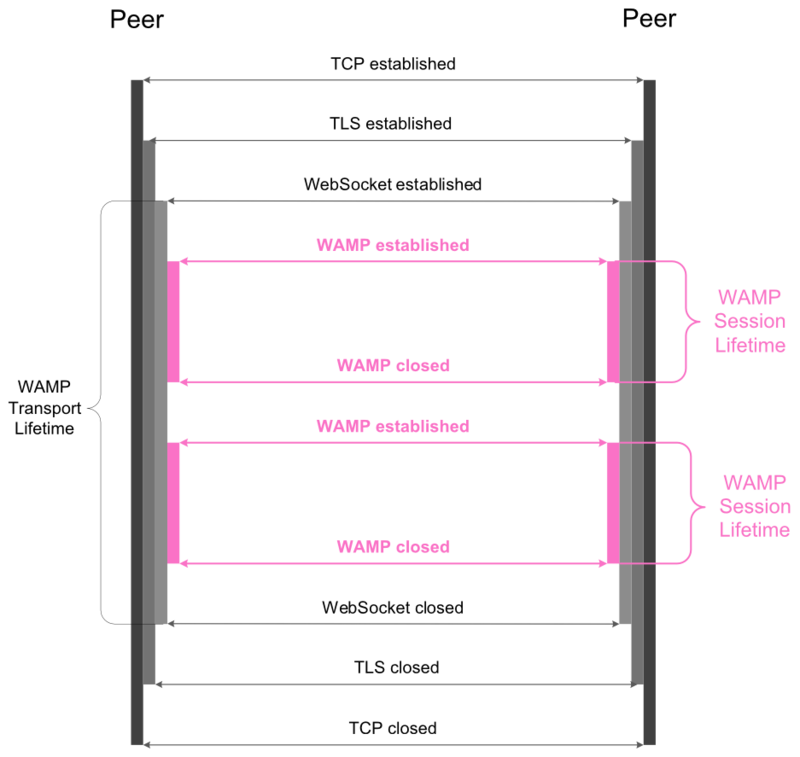 Peer
Peer
TCP established
TLS established
WebSocket established
WAMP established
WAMP
Session
Lifetime
WAMP closed
WAMP
Transport
Lifetime
WAMP established
WAMP
Session
Lifetime
WAMP closed
WebSocket closed
TLS closed
TCP closed